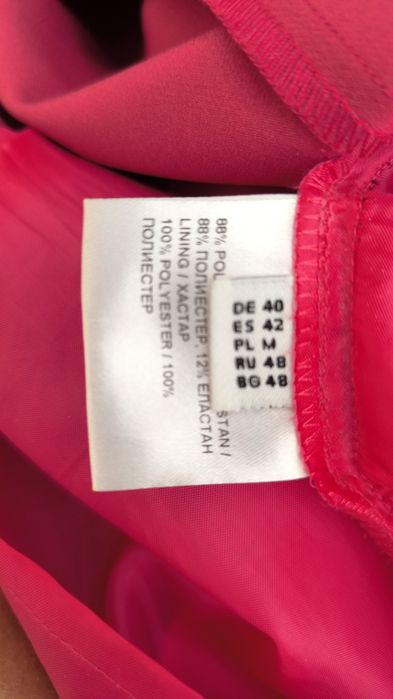 DE 40
ES 42
PL M
RU 48
BG 48
88% POL
STAN /
88% ПОЛИЕСТЕР, 12% ЕЛАСТАН
LINING / ХАСТАР
100% POLYESTER / 100%
ПОЛИЕСТЕР